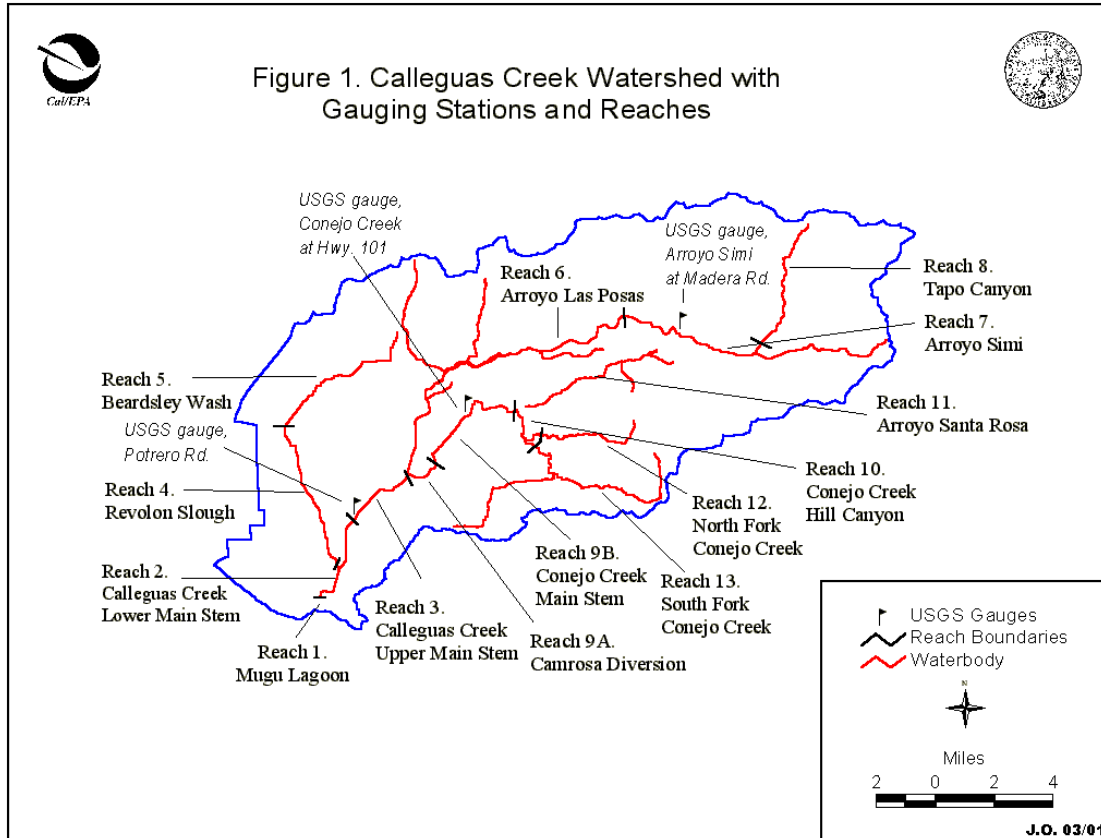 Cal/EPA
Figure 1. Calleguas Creek Watershed with
Gauging Stations and Reaches
USGS gauge,
Conejo Creek
at Hwy. 101
USGS gauge,
Arroyo Simi
at Madera Rd.
Reach 6.
Arroyo Las Posas
Reach 8.
Tapo Canyon
Reach 7.
Arroyo Simi
Reach 5.
Beardsley Wash
USGS gauge,
Potrero Rd.
Reach 11.
Arroyo Santa Rosa
Reach 4.
Revolon Slough
Reach 10.
Conejo Creek
Hill Canyon
Reach 12.
North Fork
Conejo Creek
Reach 9B.
Conejo Creek
Main Stem
Reach 2.
Calleguas Creek
Lower Main Stem
Reach 13.
South Fork
Conejo Creek
Reach 3.
Calleguas Creek
Upper Main Stem
Reach 9A.
Camrosa Diversion
Reach 1.
Mugu Lagoon
USGS Gauges
Reach Boundaries
Waterbody
N
Miles
2 0 2 4
J.O. 03/01